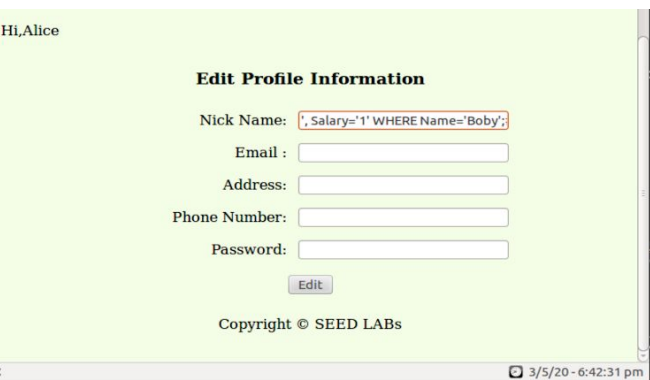 Hi,Alice
Edit Profile Information
Nick Name: ', Salary='1' WHERE Name='Boby';
Email :
Address:
Phone Number:
Password:
Edit
Copyright © SEED LABs
3/5/20 - 6:42:31 pm